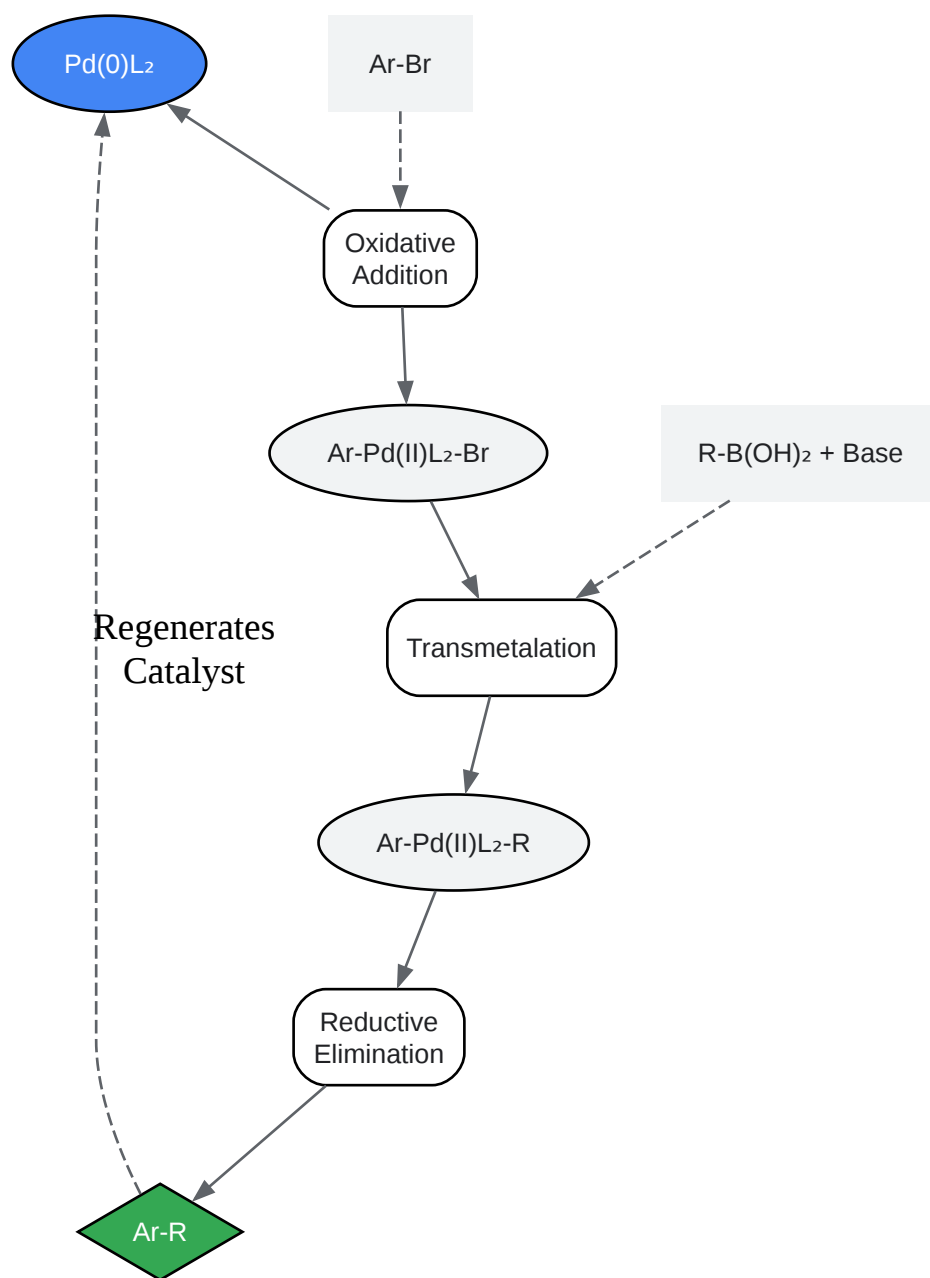 Pd(0)L₂
Ar-Br
Oxidative
Addition
Ar-Pd(II)L₂-Br
R-B(OH)₂ + Base
Regenerates
Catalyst
Transmetalation
Ar-Pd(II)L₂-R
Reductive
Elimination
Ar-R